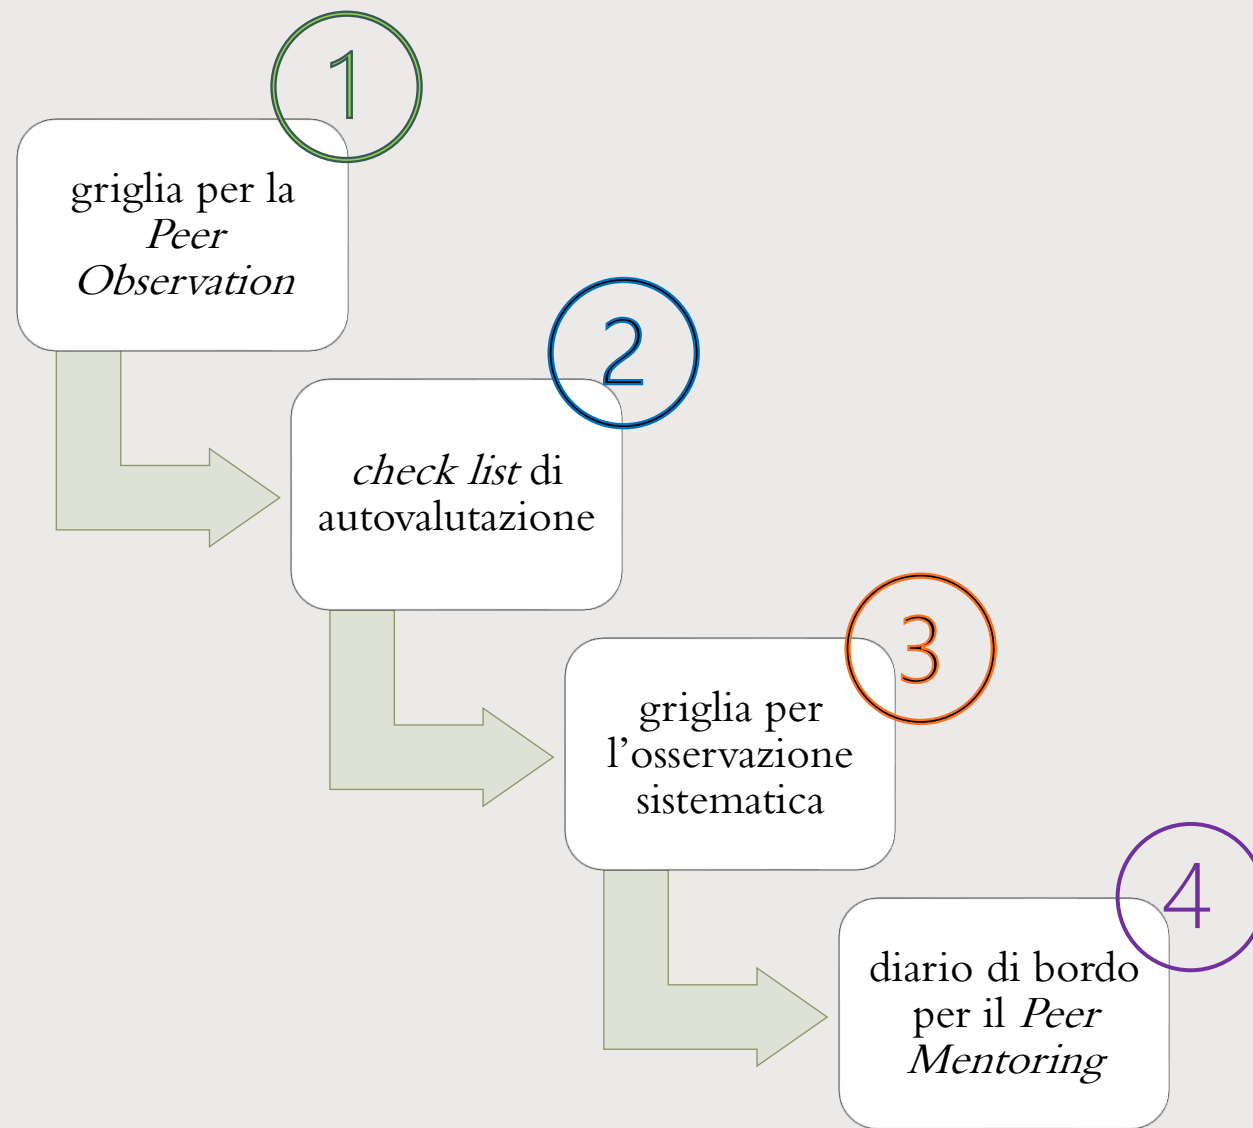 1
griglia per la
Peer
Observation
2
check list di
autovalutazione
3
griglia per
l’osservazione
sistematica
4
diario di bordo
per il Peer
Mentoring